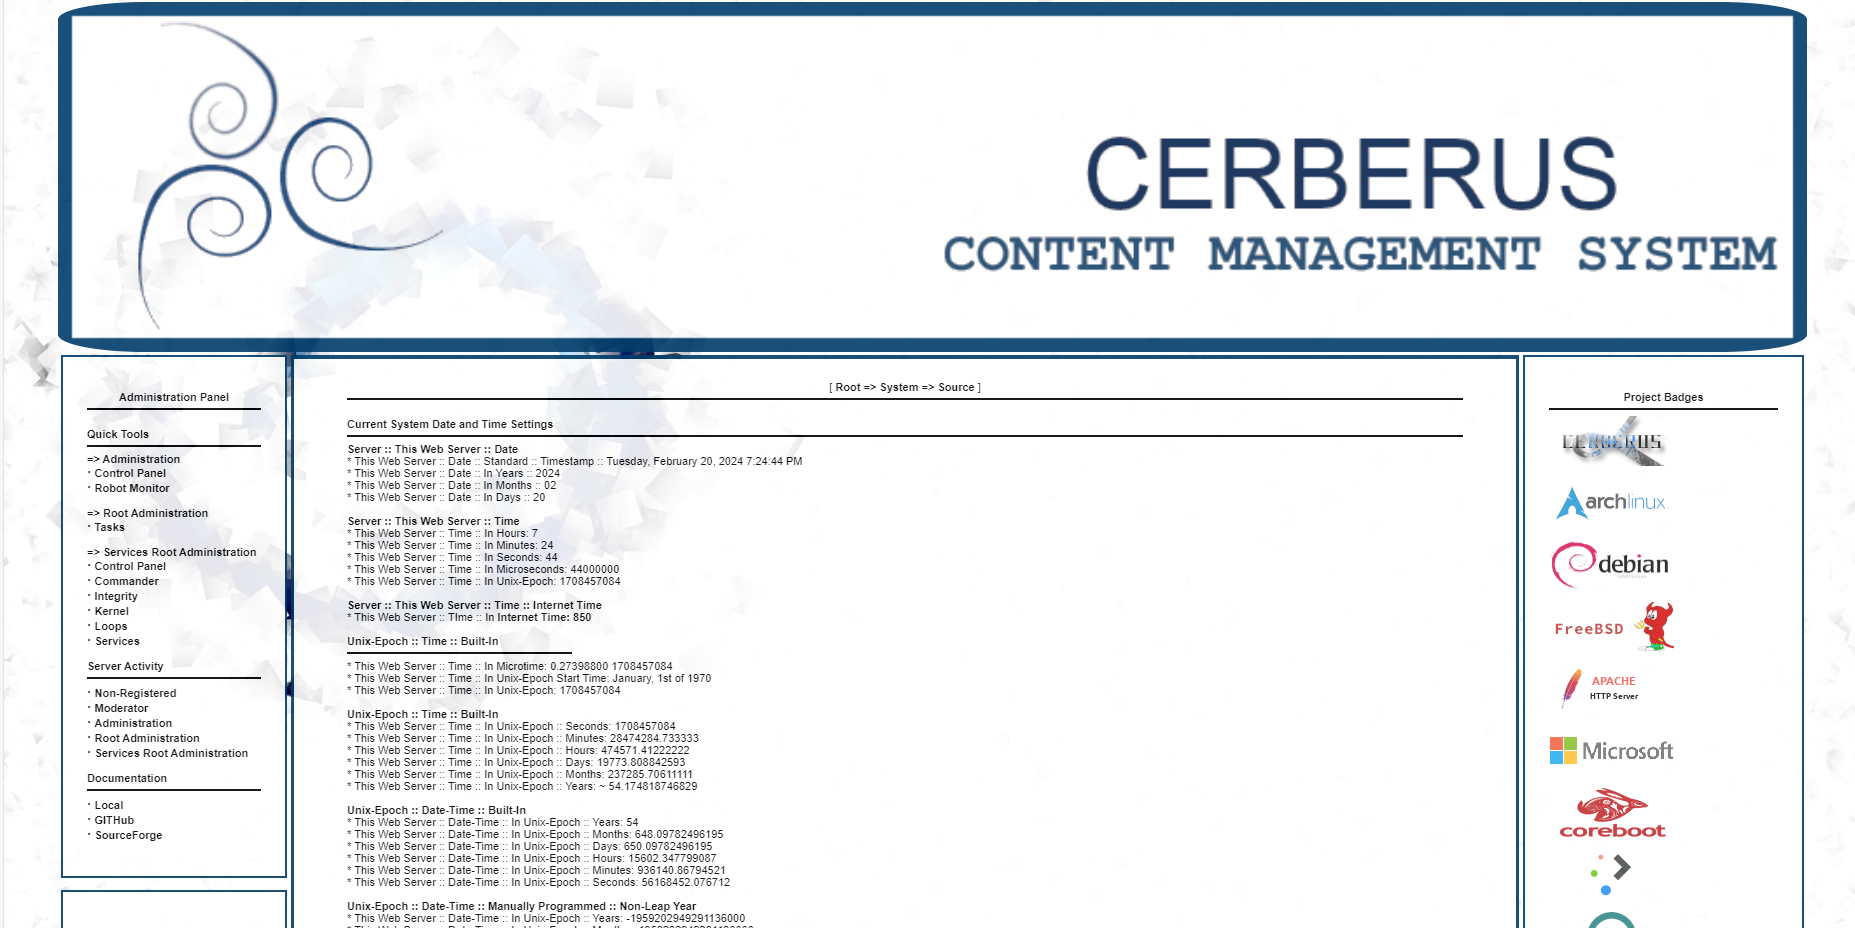 CERBERUS
CONTENT MANAGEMENT SYSTEM
Administration Panel
Quick Tools
=> Administration
· Control Panel
· Robot Monitor
=> Root Administration
· Tasks
=> Services Root Administration
· Control Panel
· Commander
· Integrity
· Kernel
· Loops
· Services
Server Activity
· Non-Registered
· Moderator
· Administration
· Root Administration
· Services Root Administration
Documentation
· Local
· GITHub
· SourceForge
[ Root => System => Source ]
Current System Date and Time Settings
Server :: This Web Server :: Date
* This Web Server :: Date :: Standard :: Timestamp :: Tuesday, February 20, 2024 7:24:44 PM
* This Web Server :: Date :: In Years :: 2024
* This Web Server :: Date :: In Months :: 02
* This Web Server :: Date :: In Days :: 20
Server :: This Web Server :: Time
* This Web Server :: Time :: In Hours: 7
* This Web Server :: Time :: In Minutes: 24
* This Web Server :: Time :: In Seconds: 44
* This Web Server :: Time :: In Microseconds: 44000000
* This Web Server :: Time :: In Unix-Epoch: 1708457084
Server :: This Web Server :: Time :: Internet Time
* This Web Server :: TIme :: In Internet Time: 850
Unix-Epoch :: Time :: Built-In
* This Web Server :: Time :: In Microtime: 0.27398800 1708457084
* This Web Server :: Time :: In Unix-Epoch Start Time: January, 1st of 1970
* This Web Server :: Time :: In Unix-Epoch: 1708457084
Unix-Epoch :: Time :: Built-In
* This Web Server :: Time :: In Unix-Epoch :: Seconds: 1708457084
* This Web Server :: Time :: In Unix-Epoch :: Minutes: 28474284.733333
* This Web Server :: Time :: In Unix-Epoch :: Hours: 474571.41222222
* This Web Server :: Time :: In Unix-Epoch :: Days: 19773.808842593
* This Web Server :: Time :: In Unix-Epoch :: Months: 237285.70611111
* This Web Server :: Time :: In Unix-Epoch :: Years: ~ 54.174818746829
Unix-Epoch :: Date-Time :: Built-In
* This Web Server :: Date-Time :: In Unix-Epoch :: Years: 54
* This Web Server :: Date-Time :: In Unix-Epoch :: Months: 648.09782496195
* This Web Server :: Date-Time :: In Unix-Epoch :: Days: 650.09782496195
* This Web Server :: Date-Time :: In Unix-Epoch :: Hours: 15602.347799087
* This Web Server :: Date-Time :: In Unix-Epoch :: Minutes: 936140.86794521
* This Web Server :: Date-Time :: In Unix-Epoch :: Seconds: 56168452.076712
Unix-Epoch :: Date-Time :: Manually Programmed :: Non-Leap Year
* This Web Server :: Date-Time :: In Unix-Epoch :: Years: -1959202949291136000
Project Badges
CERBERUS
archlinux
debian
FreeBSD
APACHE
HTTP Server
Microsoft
coreboot